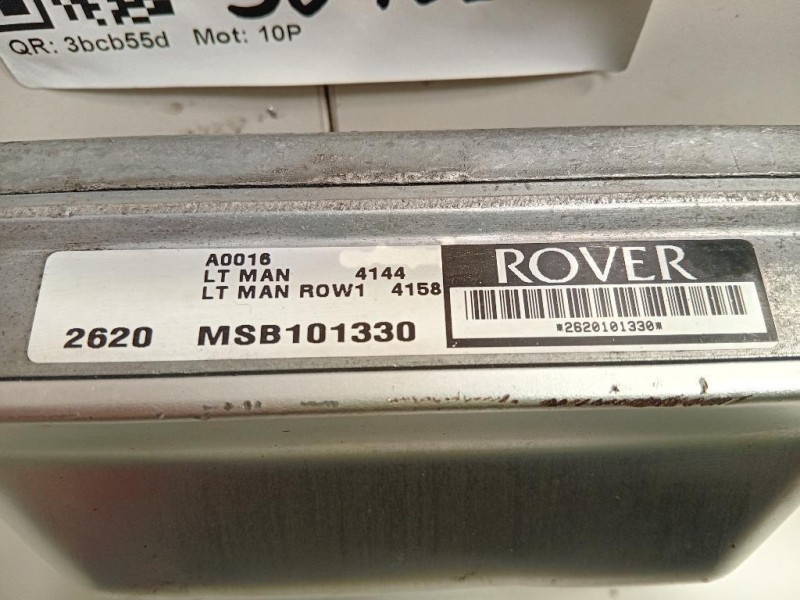 QR: 3bcb55d Mot: 10P
A0016
LT MAN 4144
LT MAN ROW1 4158
2620 MSB101330
ROVER
*2620101330*